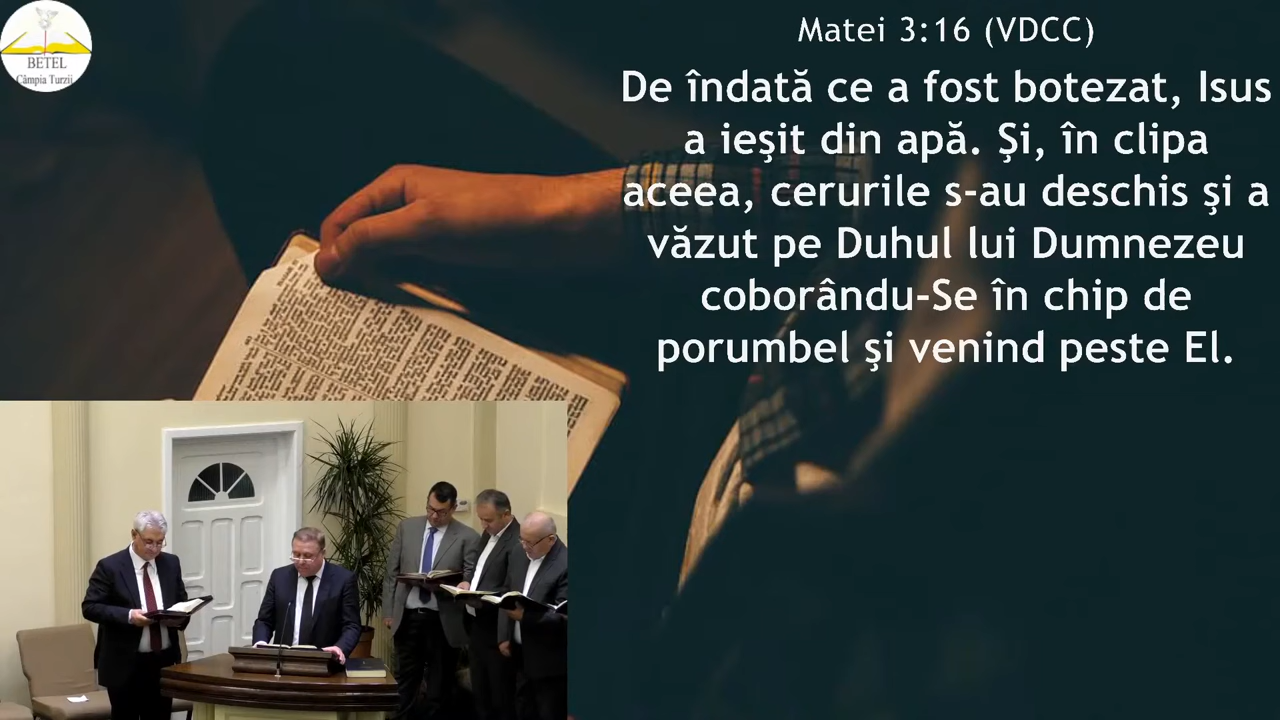 BETEL
Câmpia Turzii
Matei 3:16 (VDCC)
De îndată ce a fost botezat, Isus
a ieşit din apă. Şi, în clipa
aceea, cerurile s-au deschis şi a
văzut pe Duhul lui Dumnezeu
coborându-Se în chip de
porumbel şi venind peste El.